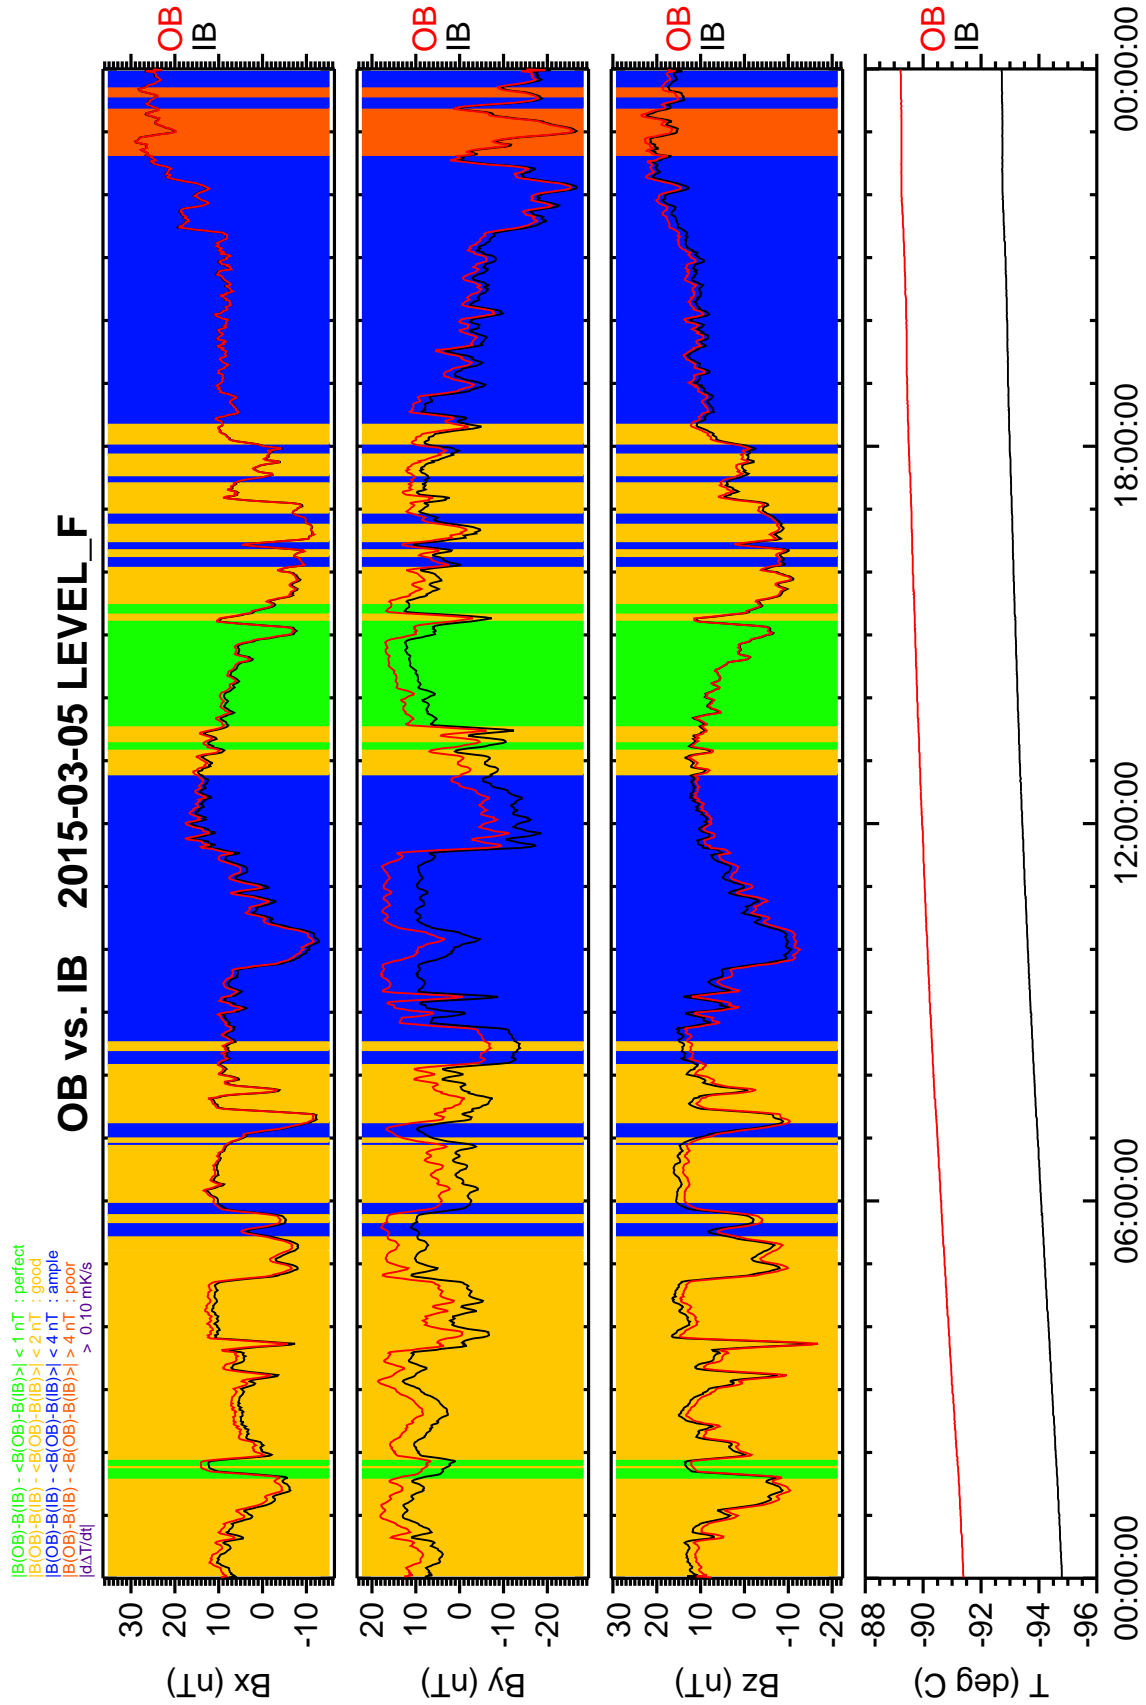 OB vs. IB 2015-03-05 LEVEL_F
|B(OB)-B(IB) - <B(OB)-B(IB)>| < 1 nT : perfect
|B(OB)-B(IB) - <B(OB)-B(IB)>| < 2 nT : good
|B(OB)-B(IB) - <B(OB)-B(IB)>| < 4 nT : ample
|B(OB)-B(IB) - <B(OB)-B(IB)>| > 4 nT : poor
|dΔT/dt| > 0.10 mK/s
Bx (nT)
30
20
10
0
-10
OB
IB
By (nT)
20
10
0
-10
-20
OB
IB
Bz (nT)
30
20
10
0
-10
-20
OB
IB
T (deg C)
-88
-90
-92
-94
-96
OB
IB
00:00:00 06:00:00 12:00:00 18:00:00 00:00:00